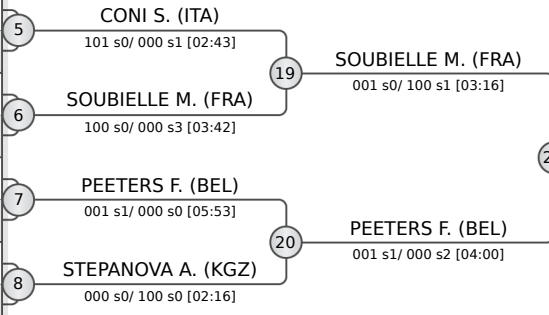 CONI S. (ITA)
5
101 s0/ 000 s1 [02:43]
19
SOUBIELLE M. (FRA)
001 s0/ 100 s1 [03:16]
SOUBIELLE M. (FRA)
6
100 s0/ 000 s3 [03:42]
PEETERS F. (BEL)
7
001 s1/ 000 s0 [05:53]
20
PEETERS F. (BEL)
001 s1/ 000 s2 [04:00]
STEPANOVA A. (KGZ)
8
000 s0/ 100 s0 [02:16]